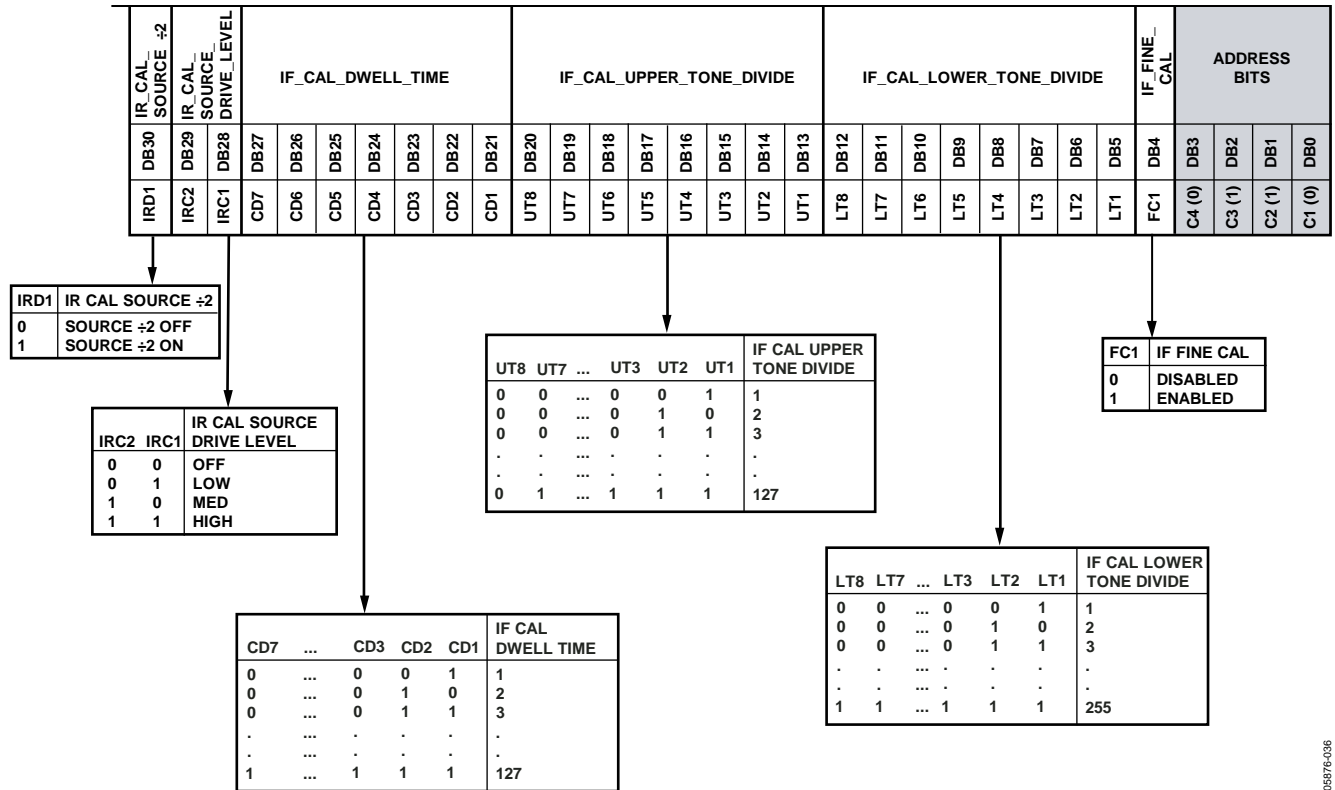 IR_CAL_
SOURCE ÷2
IR_CAL_
SOURCE_
DRIVE_LEVEL
IF_CAL_DWELL_TIME
IF_CAL_UPPER_TONE_DIVIDE
IF_CAL_LOWER_TONE_DIVIDE
IF_FINE_
CAL
ADDRESS
BITS
DB30 DB29 DB28 DB27 DB26 DB25 DB24 DB23 DB22 DB21 DB20 DB19 DB18 DB17 DB16 DB15 DB14 DB13 DB12 DB11 DB10 DB9 DB8 DB7 DB6 DB5 DB4 DB3 DB2 DB1 DB0
IRD1 IRC2 IRC1 CD7 CD6 CD5 CD4 CD3 CD2 CD1 UT8 UT7 UT6 UT5 UT4 UT3 UT2 UT1 LT8 LT7 LT6 LT5 LT4 LT3 LT2 LT1 FC1 C4 (0) C3 (1) C2 (1) C1 (0)
IRD1 IR CAL SOURCE ÷2
0 SOURCE ÷2 OFF
1 SOURCE ÷2 ON
IRC2 IRC1 IR CAL SOURCE
DRIVE LEVEL
0 0 OFF
0 1 LOW
1 0 MED
1 1 HIGH
CD7 ... CD3 CD2 CD1 IF CAL
DWELL TIME
0 ... 0 0 1 1
0 ... 0 1 0 2
0 ... 0 1 1 3
. ... . . . .
. ... . . . .
1 ... 1 1 1 127
UT8 UT7 ... UT3 UT2 UT1 IF CAL UPPER
TONE DIVIDE
0 0 ... 0 0 1 1
0 0 ... 0 1 0 2
0 0 ... 0 1 1 3
. . ... . . . .
. . ... . . . .
0 1 ... 1 1 1 127
LT8 LT7 ... LT3 LT2 LT1 IF CAL LOWER
TONE DIVIDE
0 0 ... 0 0 1 1
0 0 ... 0 1 0 2
0 0 ... 0 1 1 3
. . ... . . . .
. . ... . . . .
1 1 ... 1 1 1 255
FC1 IF FINE CAL
0 DISABLED
1 ENABLED
05876-036